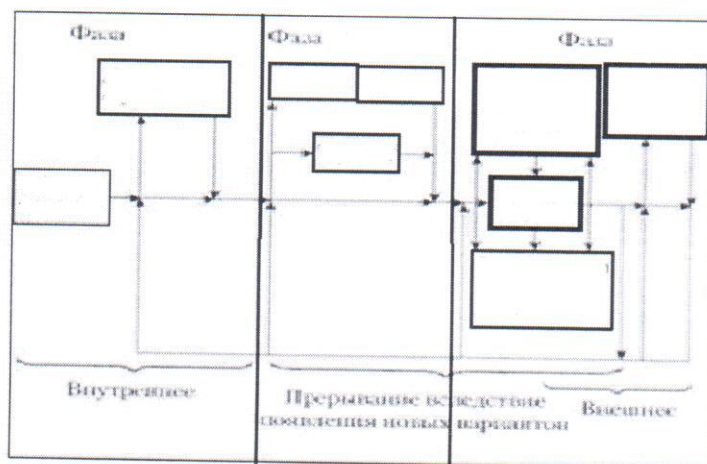 Фаза
Фаза
Фаза
Внутреннее
Прерывание вследствие
появления новых вариантов
Внешнее